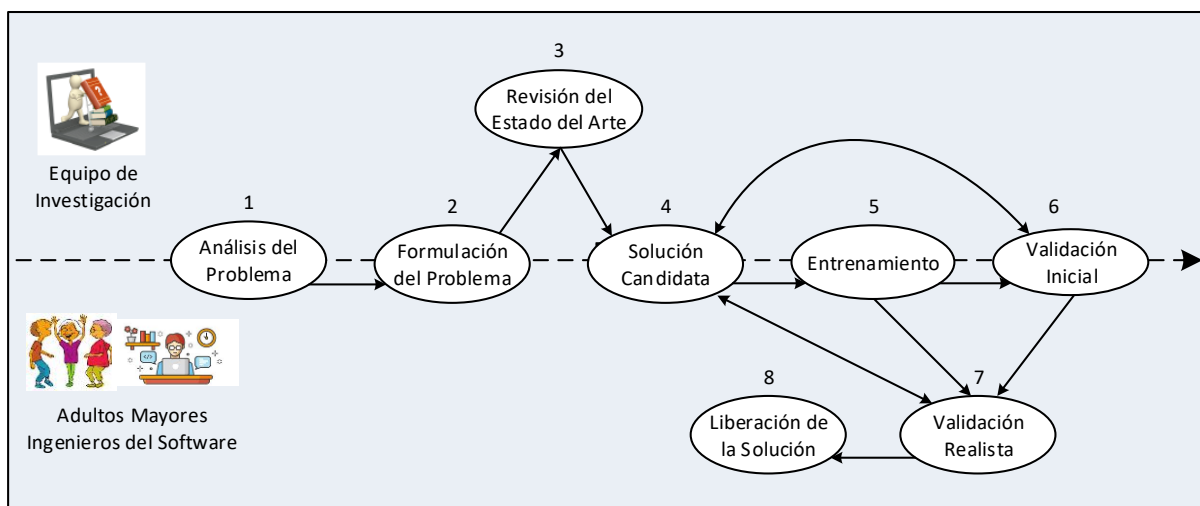 Equipo de
Investigación
1
Análisis del
Problema
2
Formulación
del Problema
3
Revisión del
Estado del Arte
4
Solución
Candidata
5
Entrenamiento
6
Validación
Inicial
Adultos Mayores
Ingenieros del Software
7
Validación
Realista
8
Liberación de
la Solución